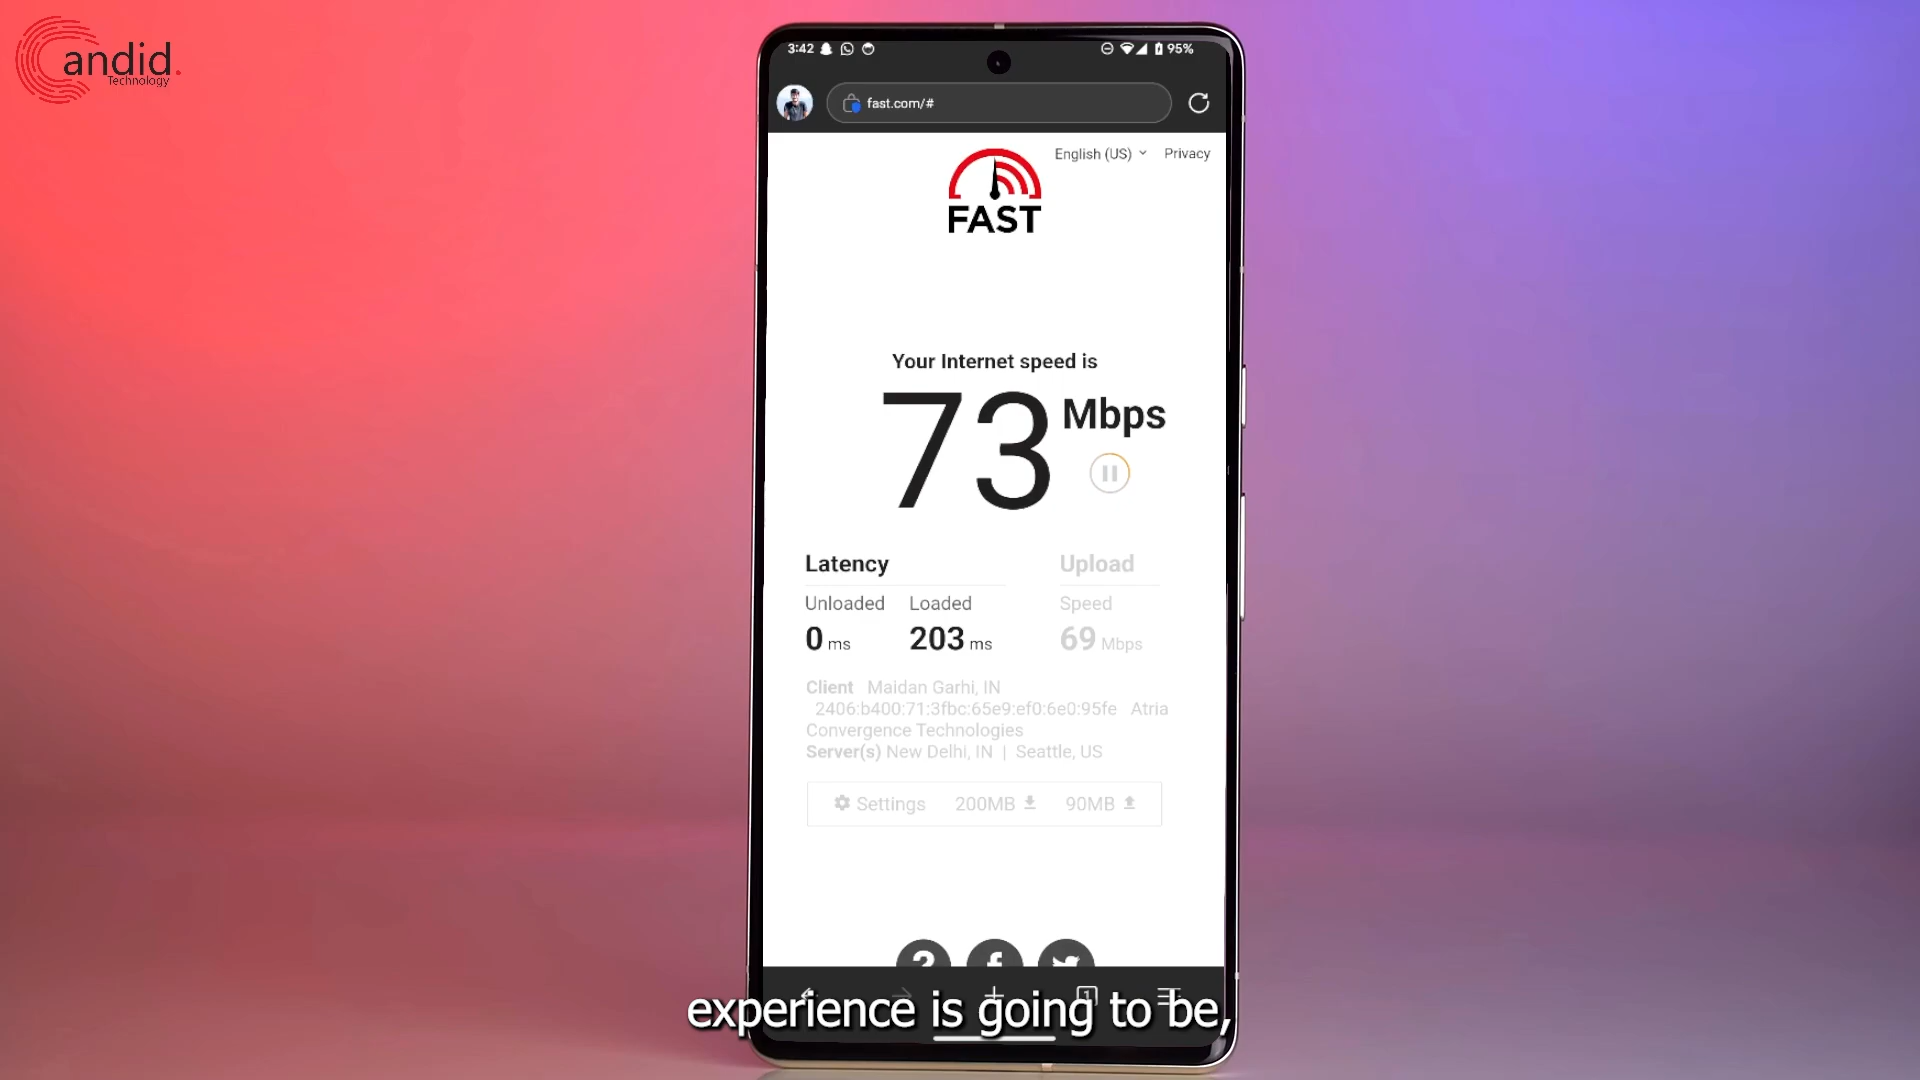 Candid.
Technology
3:42
95%
fast.com/#
English (US)
Privacy
FAST
Your Internet speed is
73 Mbps
Latency
Upload
Unloaded
Loaded
Speed
0 ms
203 ms
69 Mbps
Client Maidan Garhi, IN
2406:b400:71:3fbc:65e9:ef0:6e0:95fe Atria
Convergence Technologies
Server(s) New Delhi, IN | Seattle, US
Settings
200MB
90MB
?
f
1
experience is going to be,